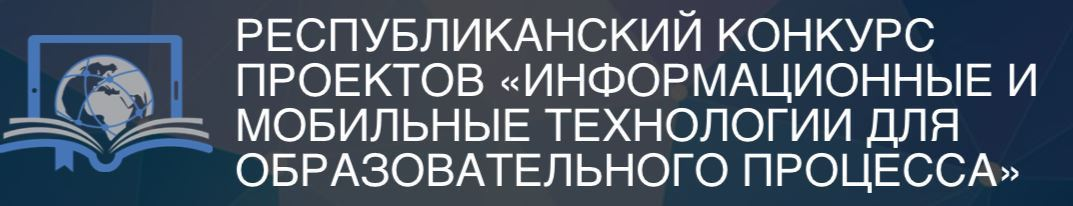 РЕСПУБЛИКАНСКИЙ КОНКУРС
ПРОЕКТОВ «ИНФОРМАЦИОННЫЕ И
МОБИЛЬНЫЕ ТЕХНОЛОГИИ ДЛЯ
ОБРАЗОВАТЕЛЬНОГО ПРОЦЕССА»